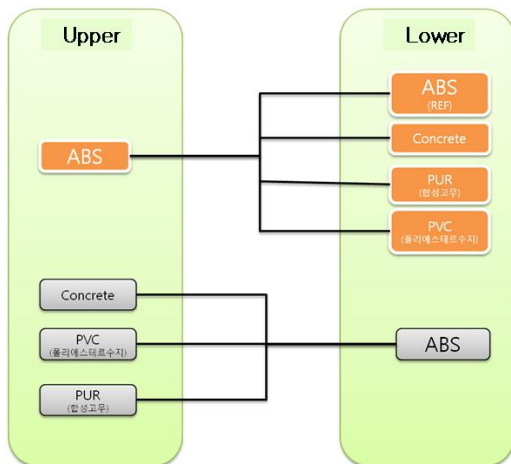 Upper
ABS
Concrete
PVC
(폴리에스테르수지)
PUR
(합성고무)
Lower
ABS
(REF)
Concrete
PUR
(합성고무)
PVC
(폴리에스테르수지)
ABS